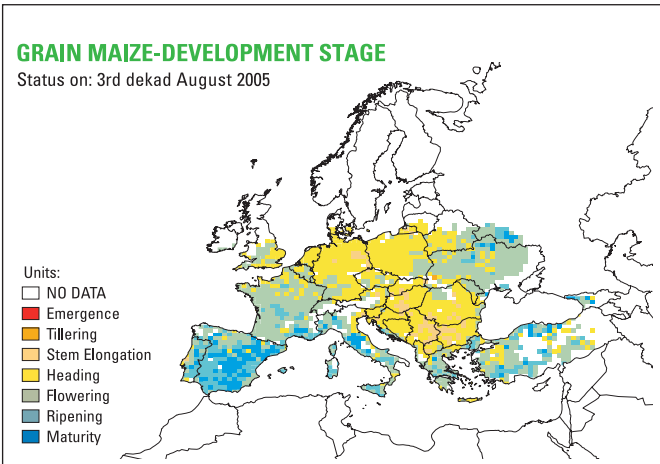 GRAIN MAIZE-DEVELOPMENT STAGE
Status on: 3rd dekad August 2005
Units:
NO DATA
Emergence
Tillering
Stem Elongation
Heading
Flowering
Ripening
Maturity